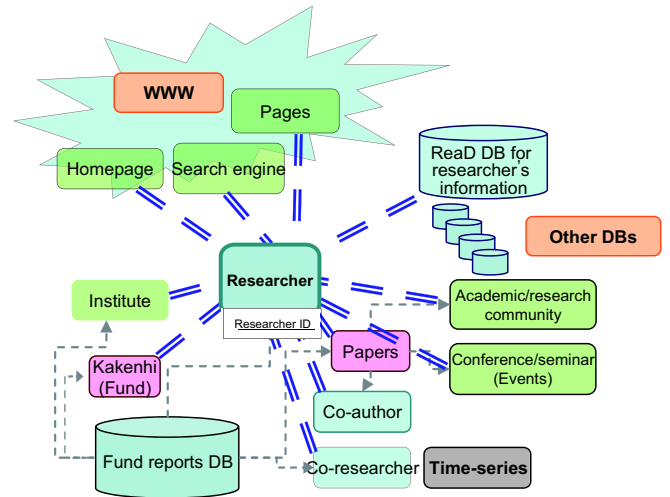 WWW
Pages
Homepage
Search engine
ReaD DB for
researcher's
information
Other DBs
Researcher
Researcher ID
Institute
Academic/research
community
Kakenhi
(Fund)
Papers
Conference/seminar
(Events)
Co-author
Fund reports DB
Co-researcher
Time-series